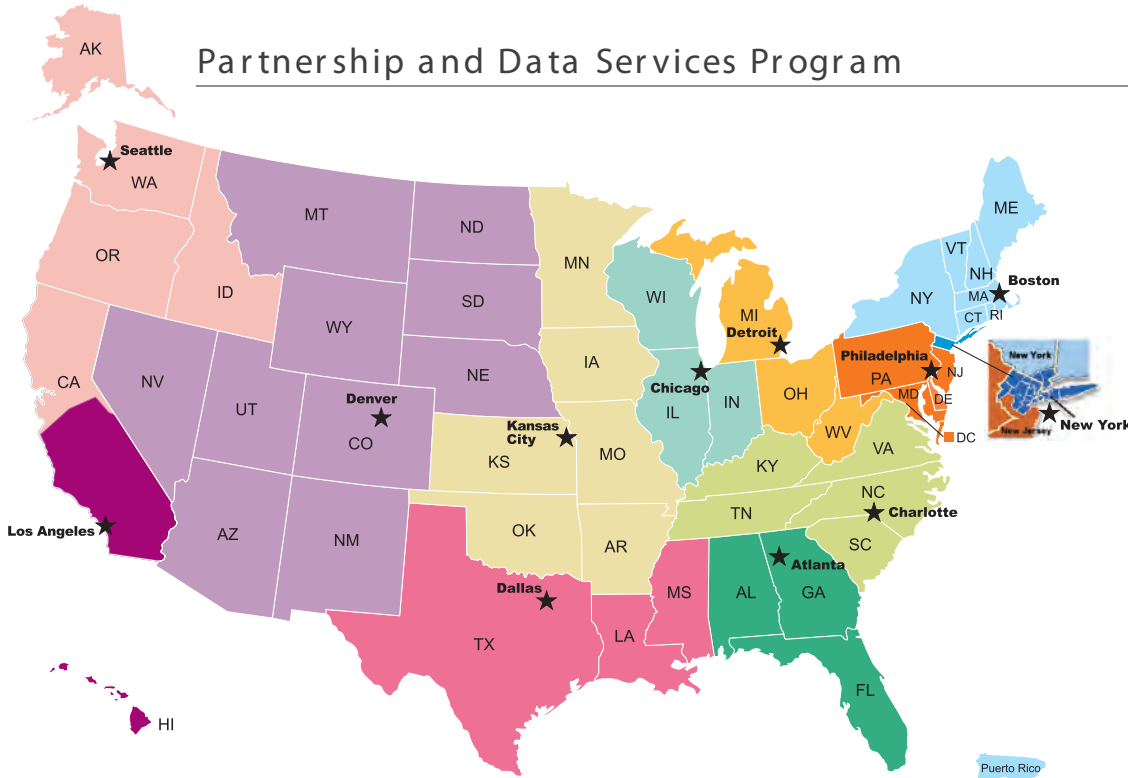 AK
Partnership and Data Services Program
Seattle
WA
MT
ND
ME
OR
MN
VT
NH
ID
SD
WI
NY
Boston
MA
WY
MI
CT
RI
Detroit
IA
Philadelphia
New York
NE
Chicago
PA
NJ
CA
NV
UT
Denver
IL
IN
OH
MD
DE
CO
Kansas
City
WV
New York
New Jersey
DC
KS
MO
KY
VA
NC
TN
Charlotte
Los Angeles
AZ
NM
OK
AR
SC
Atlanta
Dallas
MS
AL
GA
TX
LA
FL
HI
Puerto Rico